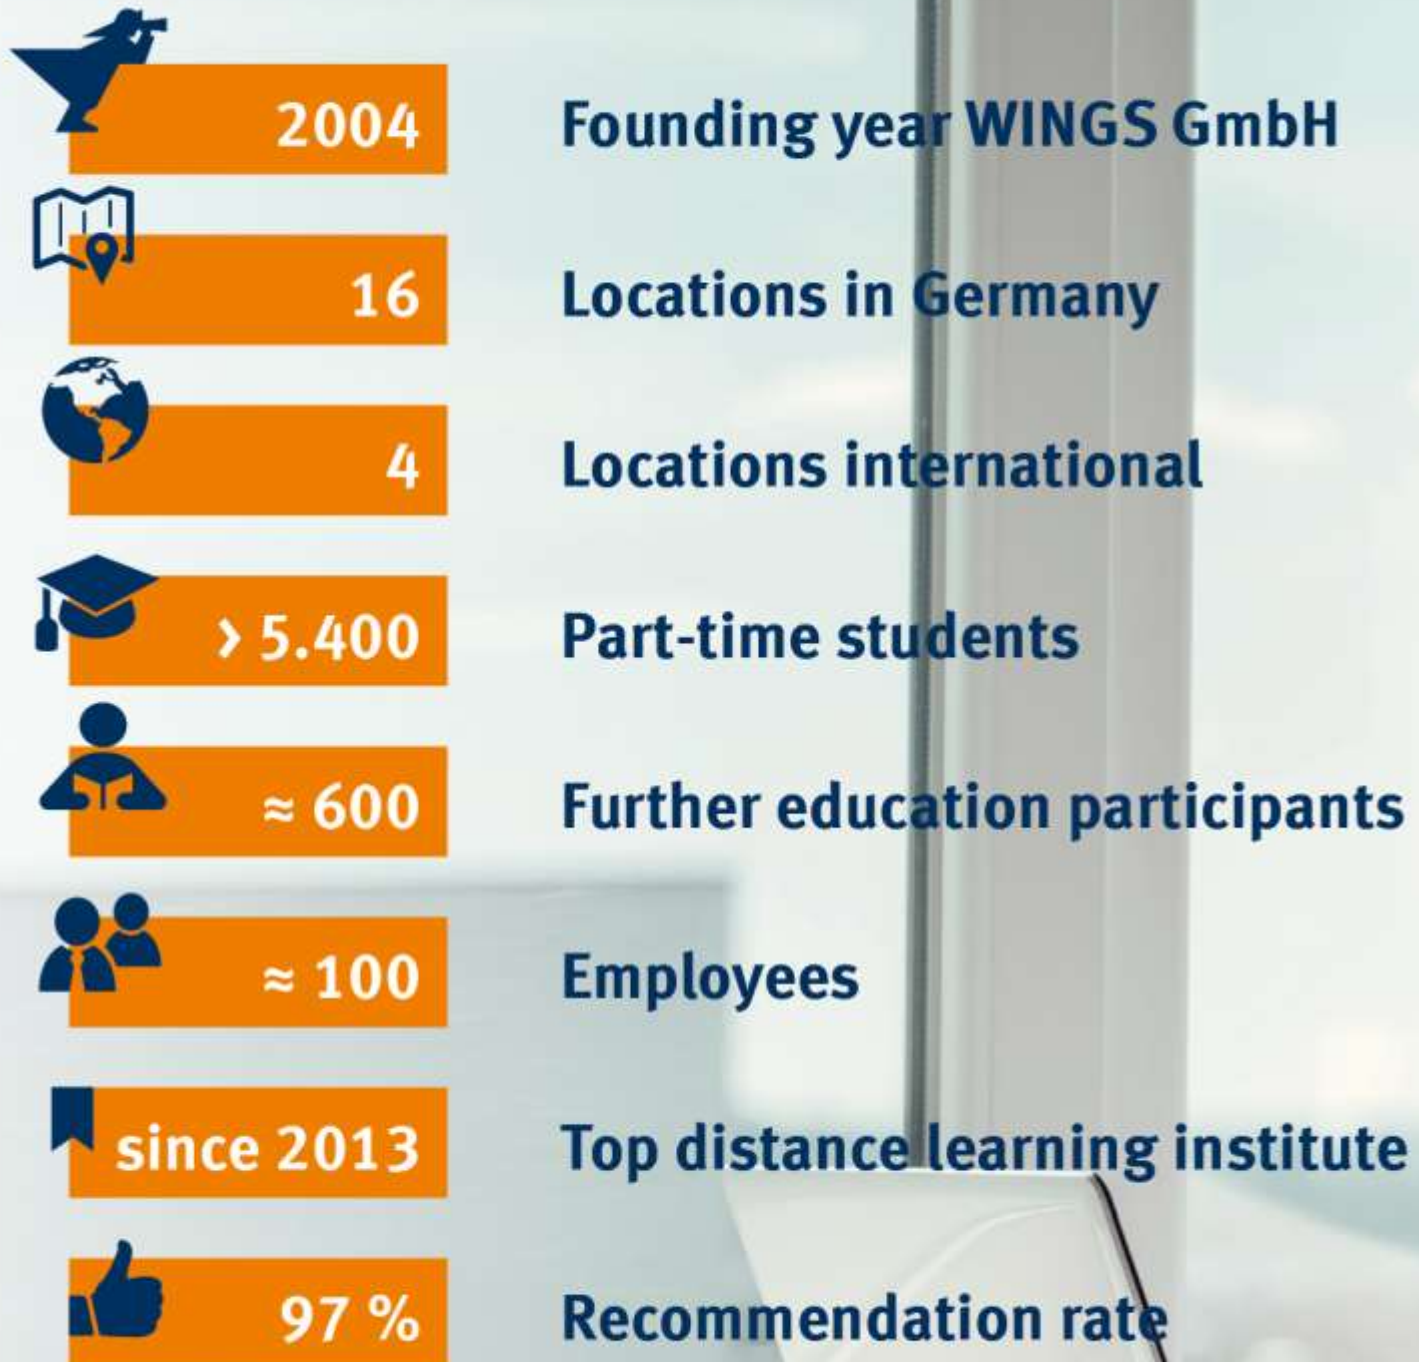 2004 Founding year WINGS GmbH
16 Locations in Germany
4 Locations international
› 5.400 Part-time students
≈ 600 Further education participants
≈ 100 Employees
since 2013 Top distance learning institute
97 % Recommendation rate